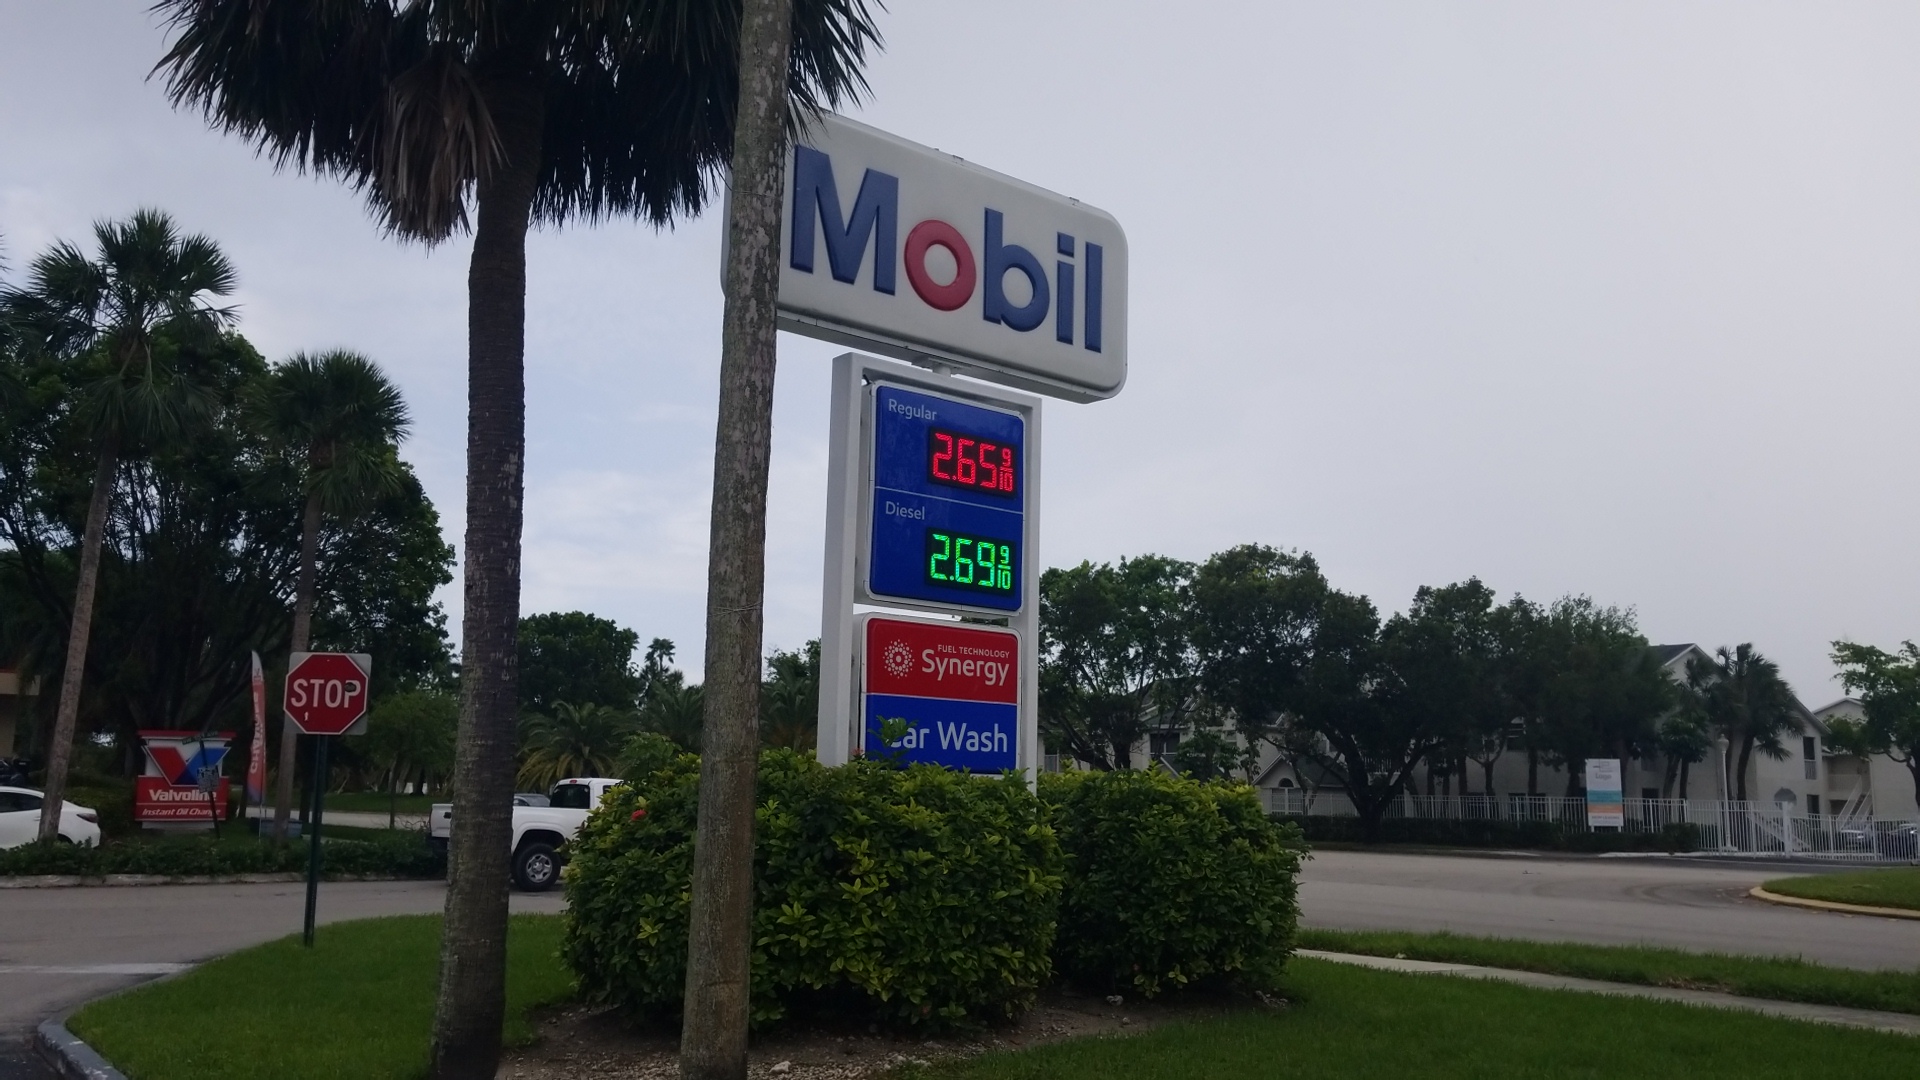 Mobil
Regular
2.65 9/10
Diesel
2.69 9/10
FUEL TECHNOLOGY
Synergy
Car Wash
STOP
Valvoline
Instant Oil Change